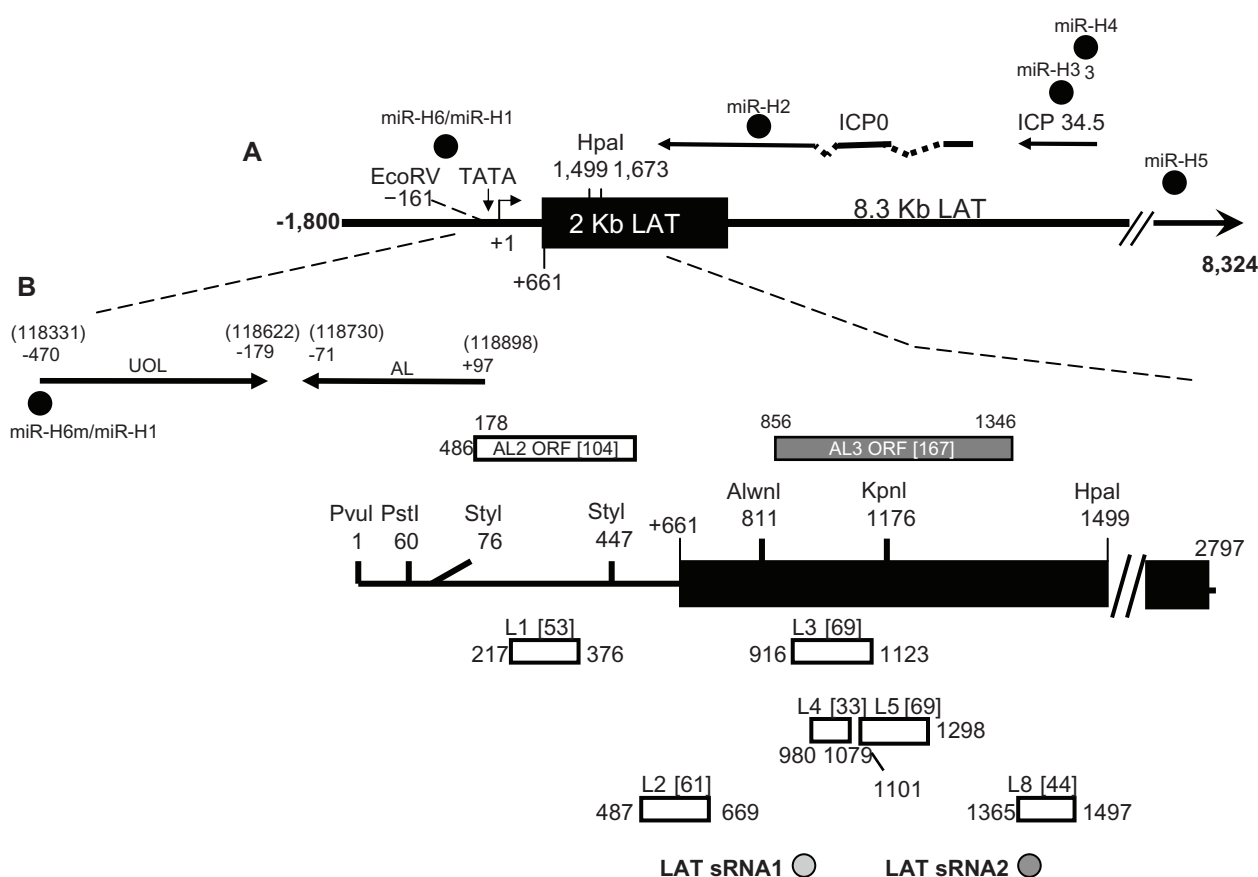 miR-H4
miR-H3 3
miR-H2
miR-H6/miR-H1
ICP0
ICP 34.5
A
HpaI
1,499 1,673
miR-H5
EcoRV
−161
TATA
-1,800
2 Kb LAT
8.3 Kb LAT
+1
+661
8,324
B
(118331)
-470
(118622)
-179
(118730)
-71
(118898)
+97
UOL
AL
miR-H6m/miR-H1
178
486
AL2 ORF [104]
856
1346
AL3 ORF [167]
PvuI
1
PstI
60
StyI
76
StyI
447
+661
AlwnI
811
KpnI
1176
HpaI
1499
2797
L1 [53]
217
376
L3 [69]
916
1123
L4 [33] L5 [69]
980 1079
1298
1101
L2 [61]
487
669
L8 [44]
1365
1497
LAT sRNA1
LAT sRNA2